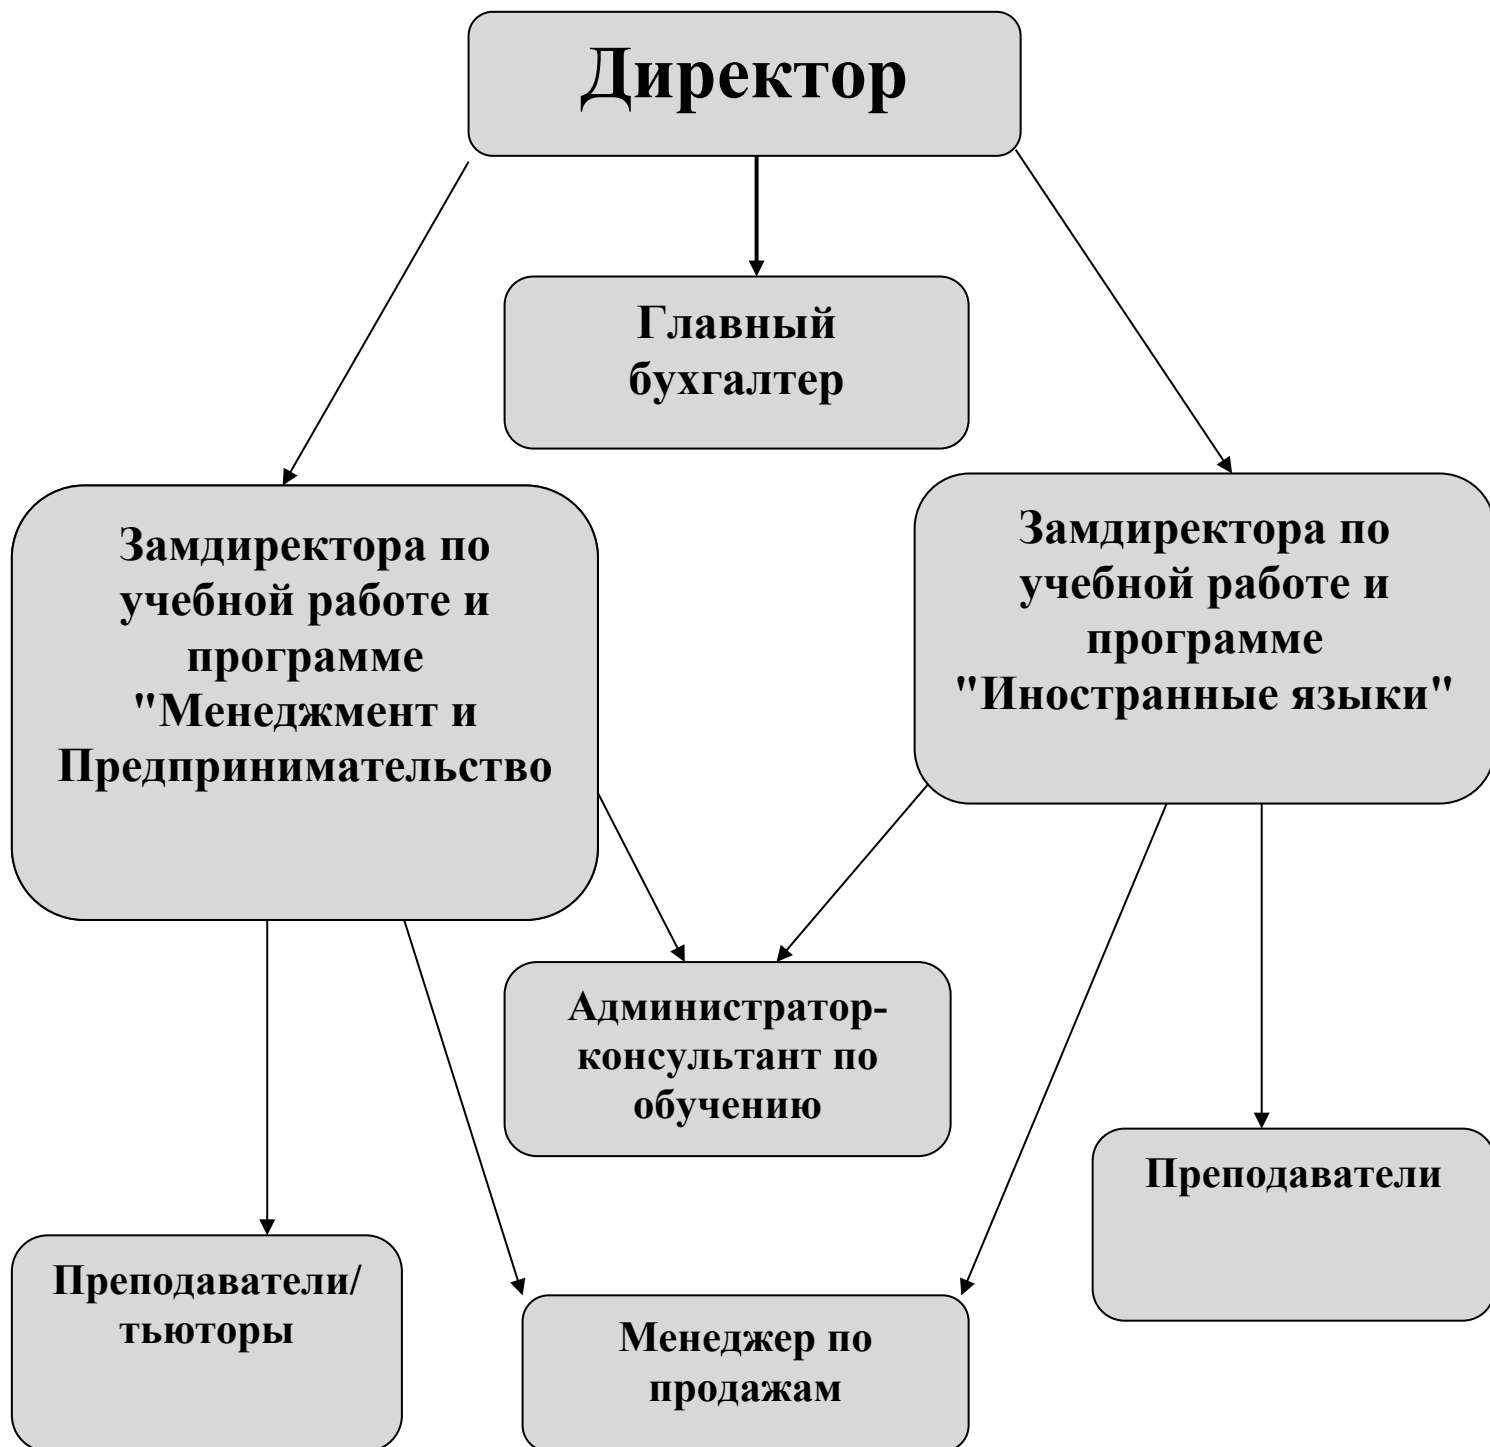 Директор
Главный
бухгалтер
Замдиректора по
учебной работе и
программе
"Менеджмент и
Предпринимательство
Замдиректора по
учебной работе и
программе
"Иностранные языки"
Администратор-
консультант по
обучению
Преподаватели
Преподаватели/
тьюторы
Менеджер по
продажам